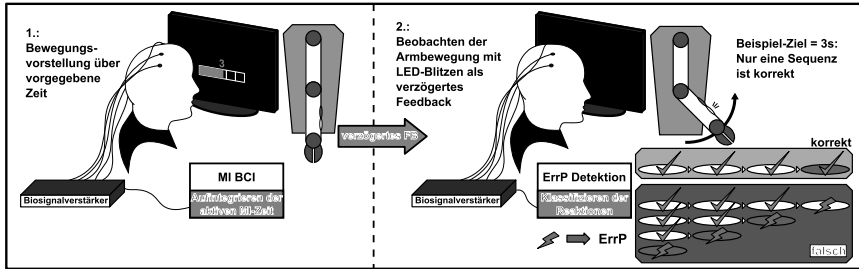 1.:
Bewegungs-
vorstellung über
vorgegebene
Zeit
3
Biosignalverstärker
MI BCI
Aufintegrieren der
aktiven MI-Zeit
verzögertes FB
2.:
Beobachten der
Armbewegung mit
LED-Blitzen als
verzögertes
Feedback
Beispiel-Ziel = 3s:
Nur eine Sequenz
ist korrekt
Biosignalverstärker
ErrP Detektion
Klassifizieren der
Reaktionen
korrekt
ErrP
falsch